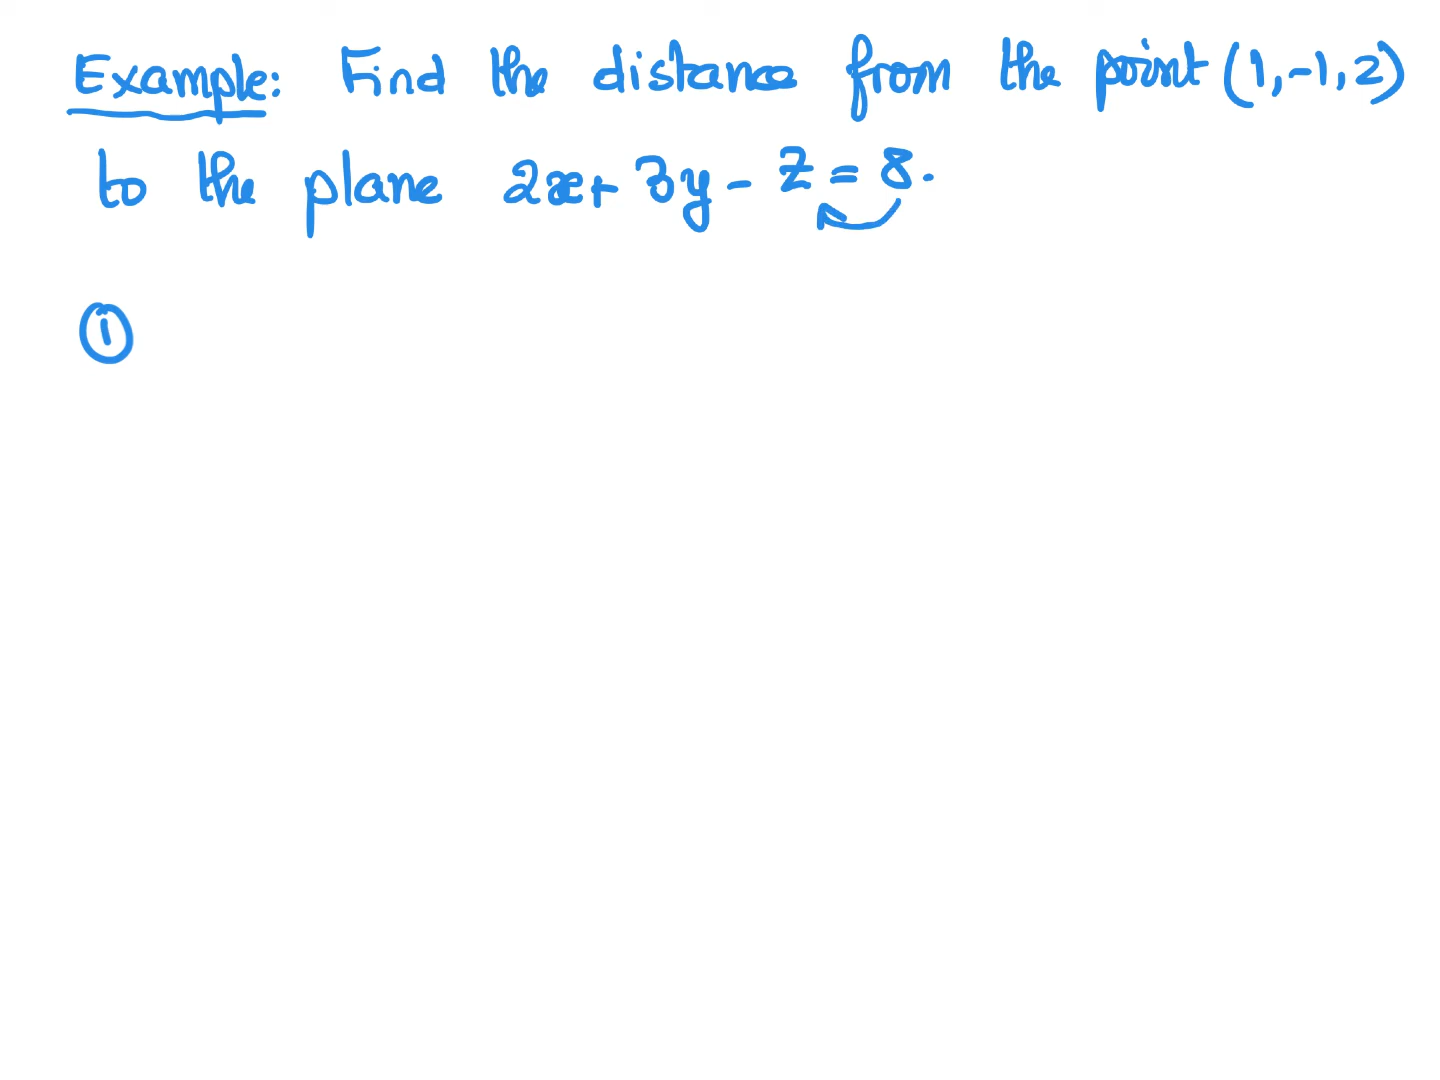 Example: Find the distance from the point (1,-1,2)
to the plane 2x+3y-z=8.
①